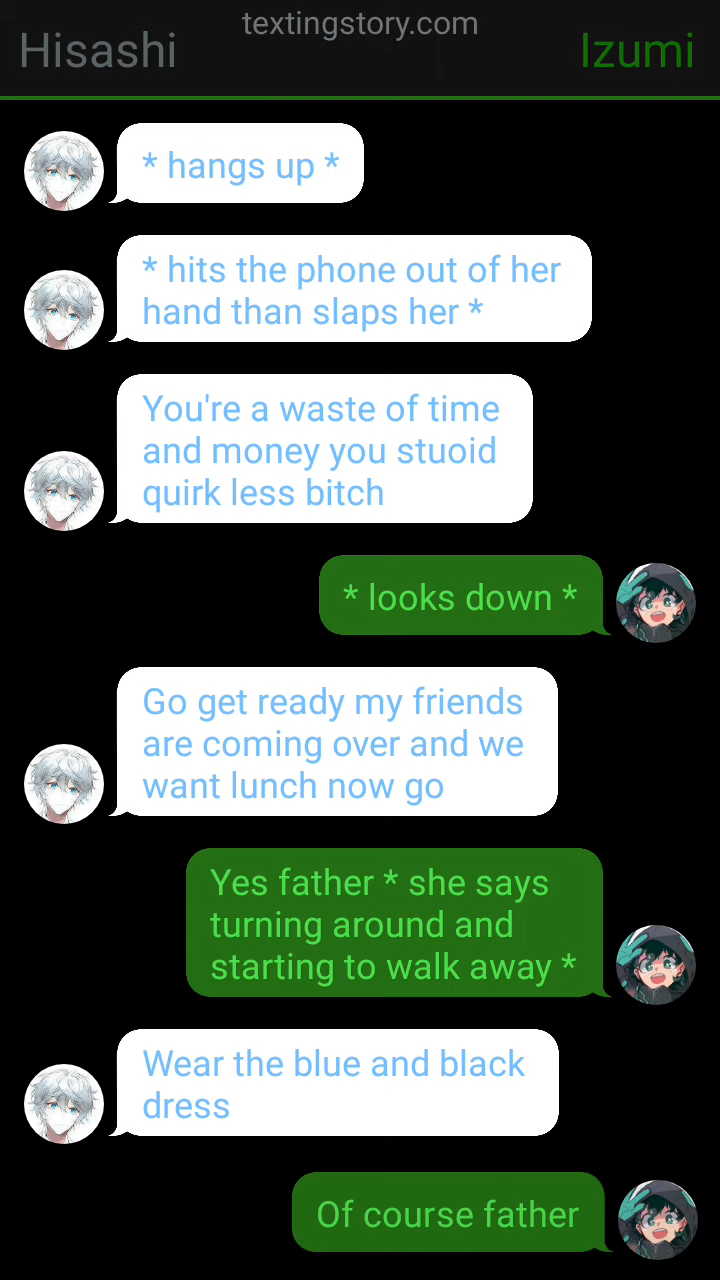 textingstory.com
Hisashi
Izumi
* hangs up *
* hits the phone out of her
hand than slaps her *
You're a waste of time
and money you stuoid
quirk less bitch
* looks down *
Go get ready my friends
are coming over and we
want lunch now go
Yes father * she says
turning around and
starting to walk away *
Wear the blue and black
dress
Of course father